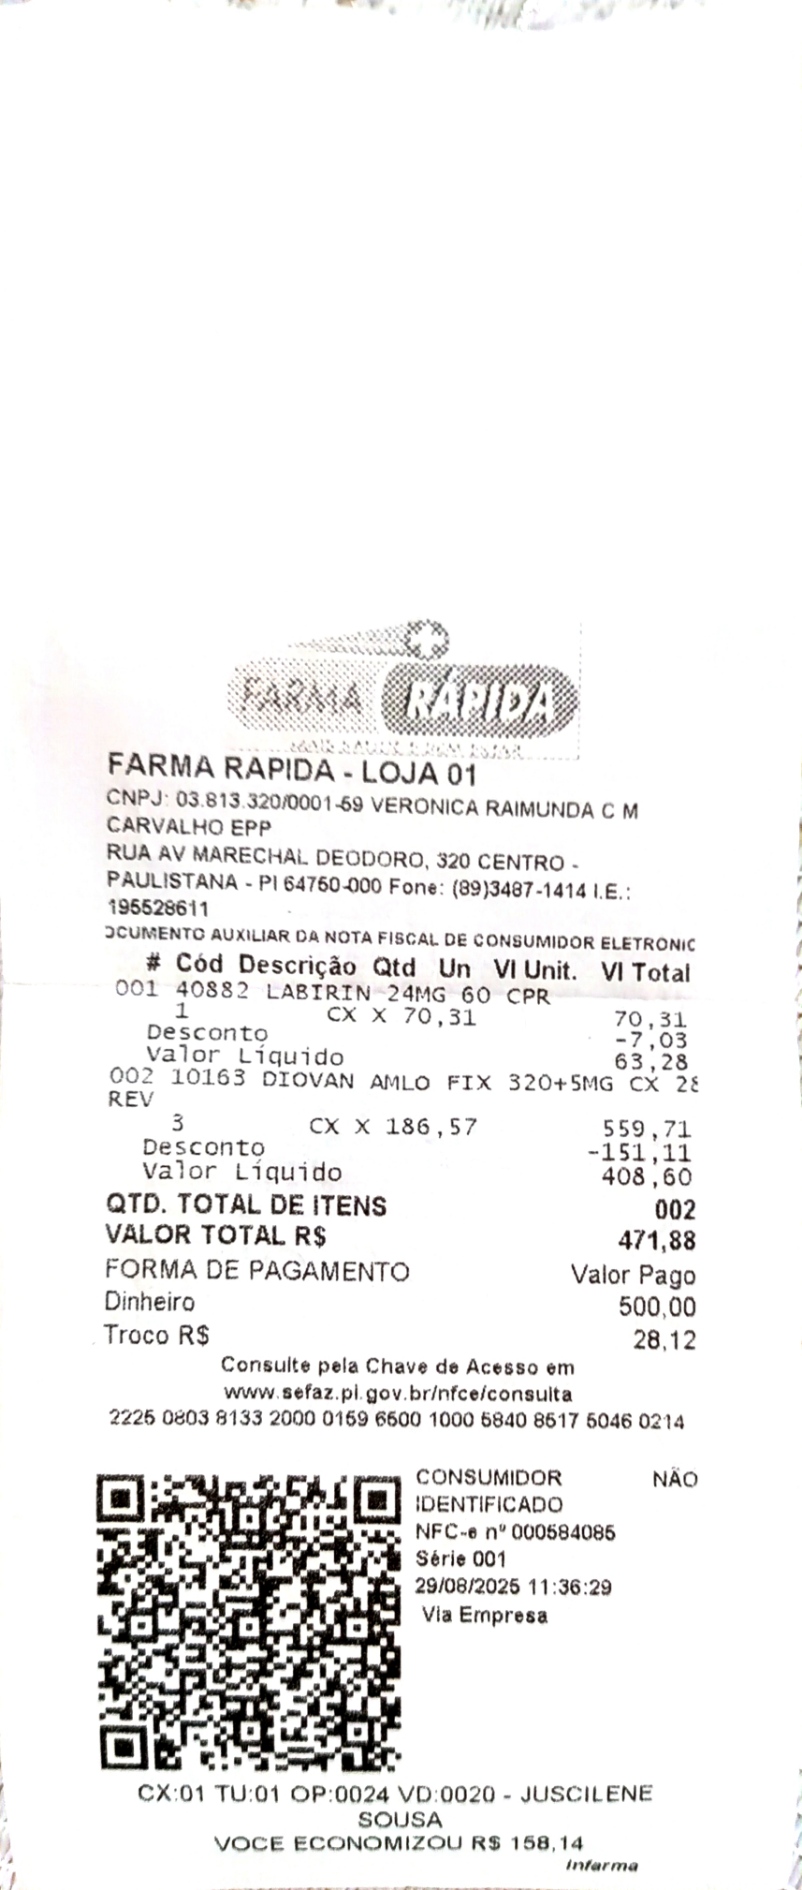 FARMA RÁPIDA
FARMA RAPIDA - LOJA 01
CNPJ: 03.813.320/0001-59 VERONICA RAIMUNDA C M
CARVALHO EPP
RUA AV MARECHAL DEODORO, 320 CENTRO -
PAULISTANA - PI 64750-000 Fone: (89)3487-1414 I.E.:
195528611
OCUMENTO AUXILIAR DA NOTA FISCAL DE CONSUMIDOR ELETRONIC
# Cód Descrição Qtd Un Vl Unit. Vl Total
001 40882 LABIRIN 24MG 60 CPR
1 CX X 70,31 70,31
Desconto -7,03
Valor Líquido 63,28
002 10163 DIOVAN AMLO FIX 320+5MG CX 28
REV
3 CX X 186,57 559,71
Desconto -151,11
Valor Líquido 408,60
QTD. TOTAL DE ITENS 002
VALOR TOTAL R$ 471,88
FORMA DE PAGAMENTO Valor Pago
Dinheiro 500,00
Troco R$ 28,12
Consulte pela Chave de Acesso em
www.sefaz.pi.gov.br/nfce/consulta
2225 0803 8133 2000 0159 6500 1000 5840 8517 5046 0214
CONSUMIDOR NÃO
IDENTIFICADO
NFC-e nº 000584085
Série 001
29/08/2025 11:36:29
Via Empresa
CX:01 TU:01 OP:0024 VD:0020 - JUSCILENE
SOUSA
VOCE ECONOMIZOU R$ 158,14
Infarma